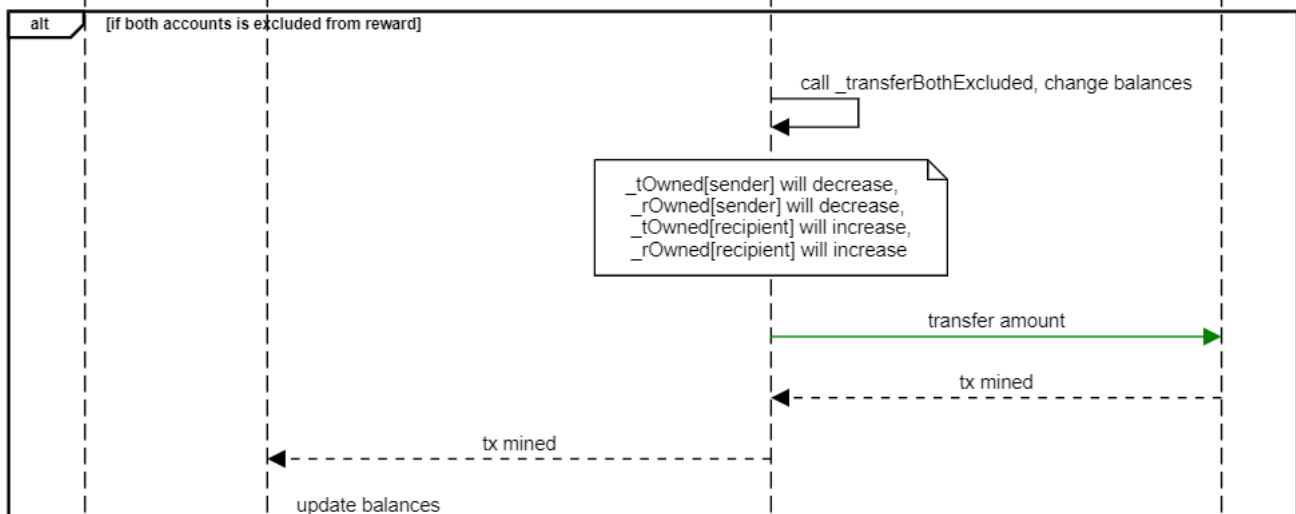 alt
[if both accounts is excluded from reward]
call _transferBothExcluded, change balances
_tOwned[sender] will decrease,
_rOwned[sender] will decrease,
_tOwned[recipient] will increase,
_rOwned[recipient] will increase
transfer amount
tx mined
tx mined
update balances